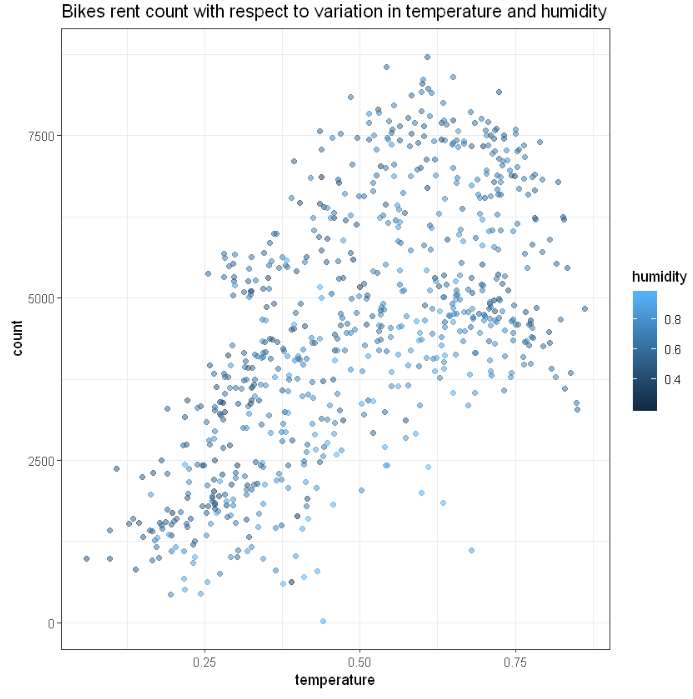 Bikes rent count with respect to variation in temperature and humidity
7500
5000
2500
0
count
0.25 0.50 0.75
temperature
humidity
0.8
0.6
0.4